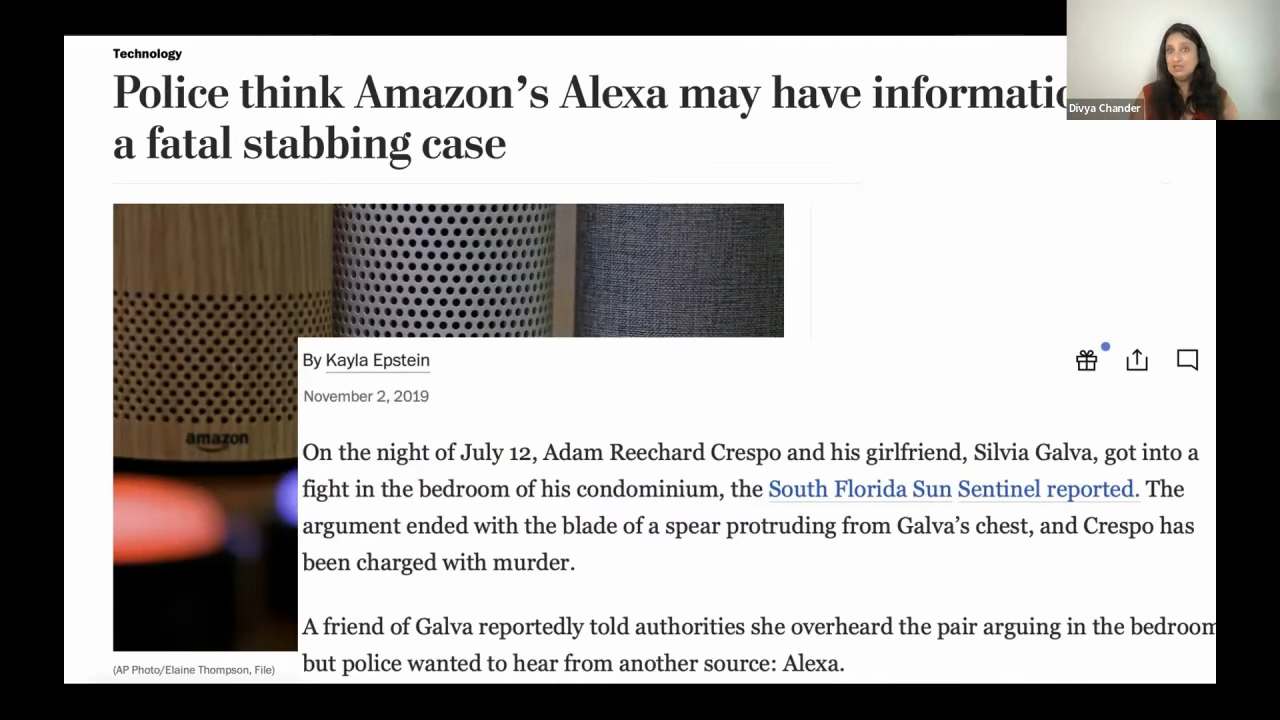 Technology
Police think Amazon's Alexa may have
a fatal stabbing case
Divya Chander
amazon
By Kayla Epstein
November 2, 2019
On the night of July 12, Adam Reechard Crespo and his girlfriend, Silvia Galva, got into a
fight in the bedroom of his condominium, the South Florida Sun Sentinel reported. The
argument ended with the blade of a spear protruding from Galva's chest, and Crespo has
been charged with murder.
A friend of Galva reportedly told authorities she overheard the pair arguing in the bedroom
but police wanted to hear from another source: Alexa.
(AP Photo/Elaine Thompson, File)